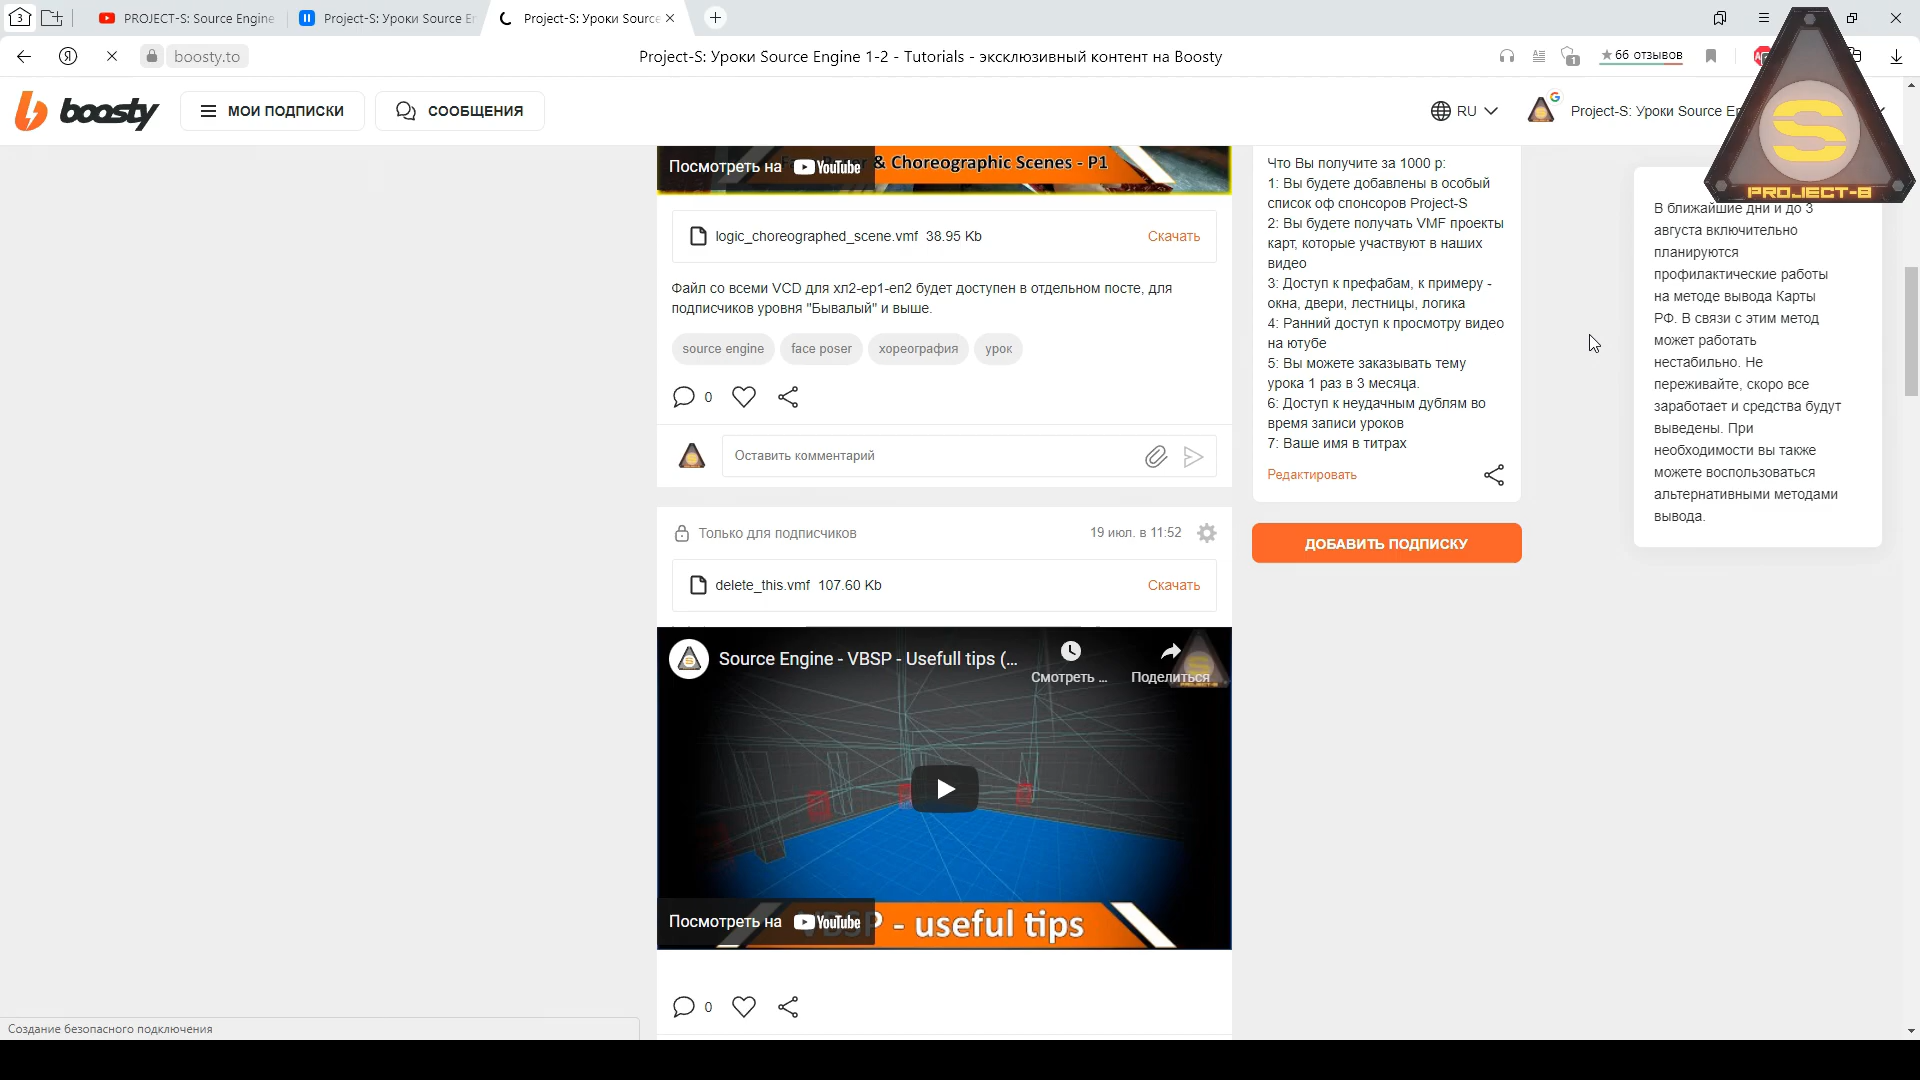 3
PROJECT-S: Source Engine
Project-S: Уроки Source En
Project-S: Уроки Source
boosty.to
Project-S: Уроки Source Engine 1-2 - Tutorials - эксклюзивный контент на Boosty
1
★66 отзывов
boosty
МОИ ПОДПИСКИ
СООБЩЕНИЯ
RU
Project-S: Уроки Source En
S
PROJECT-S
Посмотреть на YouTube
& Choreographic Scenes - P1
logic_choreographed_scene.vmf 38.95 Kb
Скачать
Файл со всеми VCD для хл2-ер1-еп2 будет доступен в отдельном посте, для
подписчиков уровня "Бывалый" и выше.
source engine
face poser
хореография
урок
0
Оставить комментарий
Только для подписчиков
19 июл. в 11:52
delete_this.vmf 107.60 Kb
Скачать
Source Engine - VBSP - Usefull tips (...
Смотреть ...
Поделиться
Посмотреть на YouTube
VBSP - useful tips
0
Что Вы получите за 1000 р:
1: Вы будете добавлены в особый
список оф спонсоров Project-S
2: Вы будете получать VMF проекты
карт, которые участвуют в наших
видео
3: Доступ к префабам, к примеру -
окна, двери, лестницы, логика
4: Ранний доступ к просмотру видео
на ютубе
5: Вы можете заказывать тему
урока 1 раз в 3 месяца.
6: Доступ к неудачным дублям во
время записи уроков
7: Ваше имя в титрах
Редактировать
ДОБАВИТЬ ПОДПИСКУ
В ближайшие дни и до 3
августа включительно
планируются
профилактические работы
на методе вывода Карты
РФ. В связи с этим метод
может работать
нестабильно. Не
переживайте, скоро все
заработает и средства будут
выведены. При
необходимости вы также
можете воспользоваться
альтернативными методами
вывода.
Создание безопасного подключения